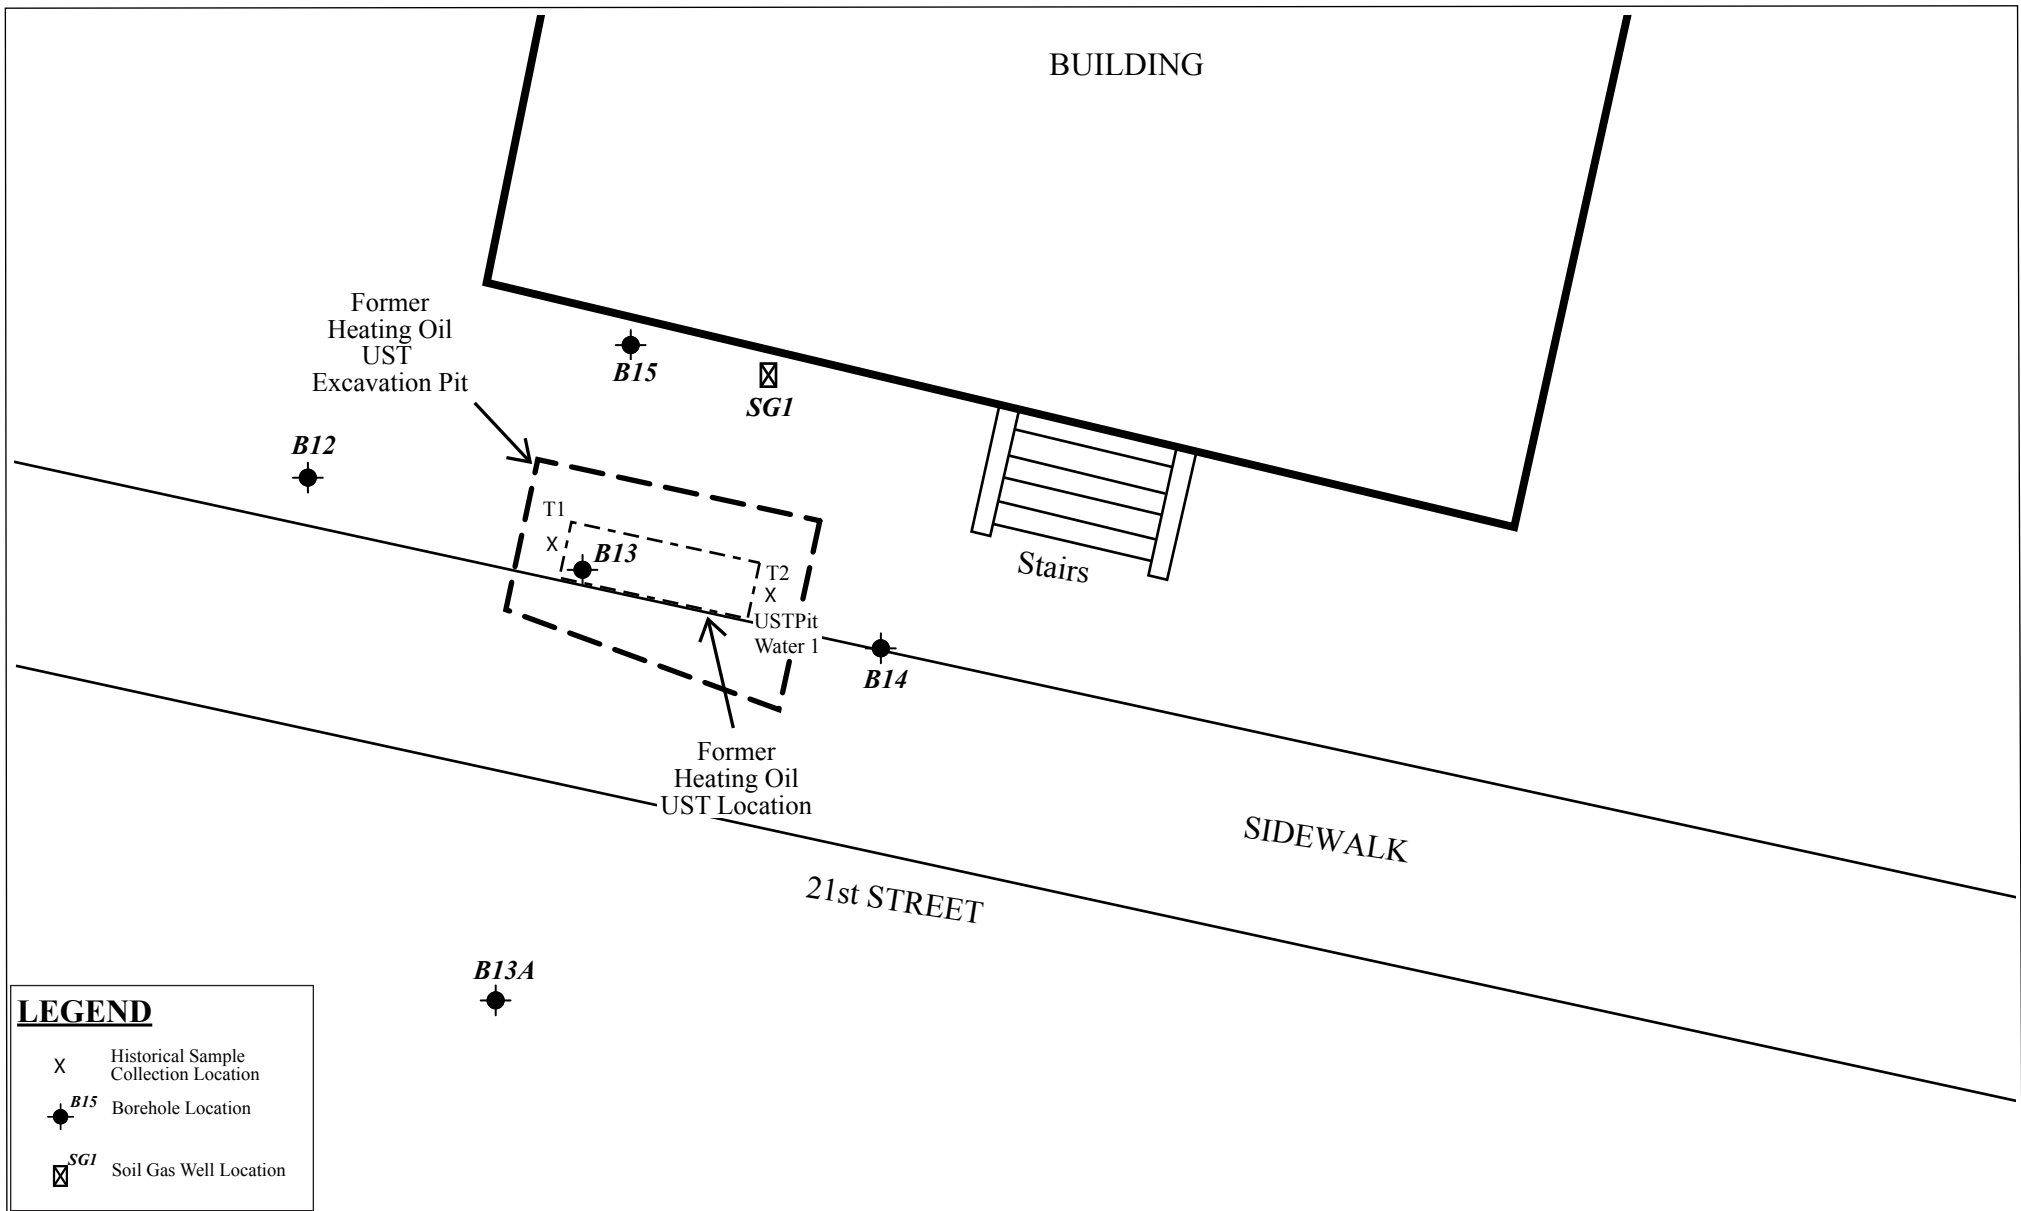 BUILDING
Former
Heating Oil
UST
Excavation Pit
B15
SG1
B12
T1
B13
T2
USTPit
Water 1
Stairs
B14
Former
Heating Oil
UST Location
SIDEWALK
21st STREET
B13A
LEGEND
X Historical Sample
Collection Location
B15 Borehole Location
SG1 Soil Gas Well Location